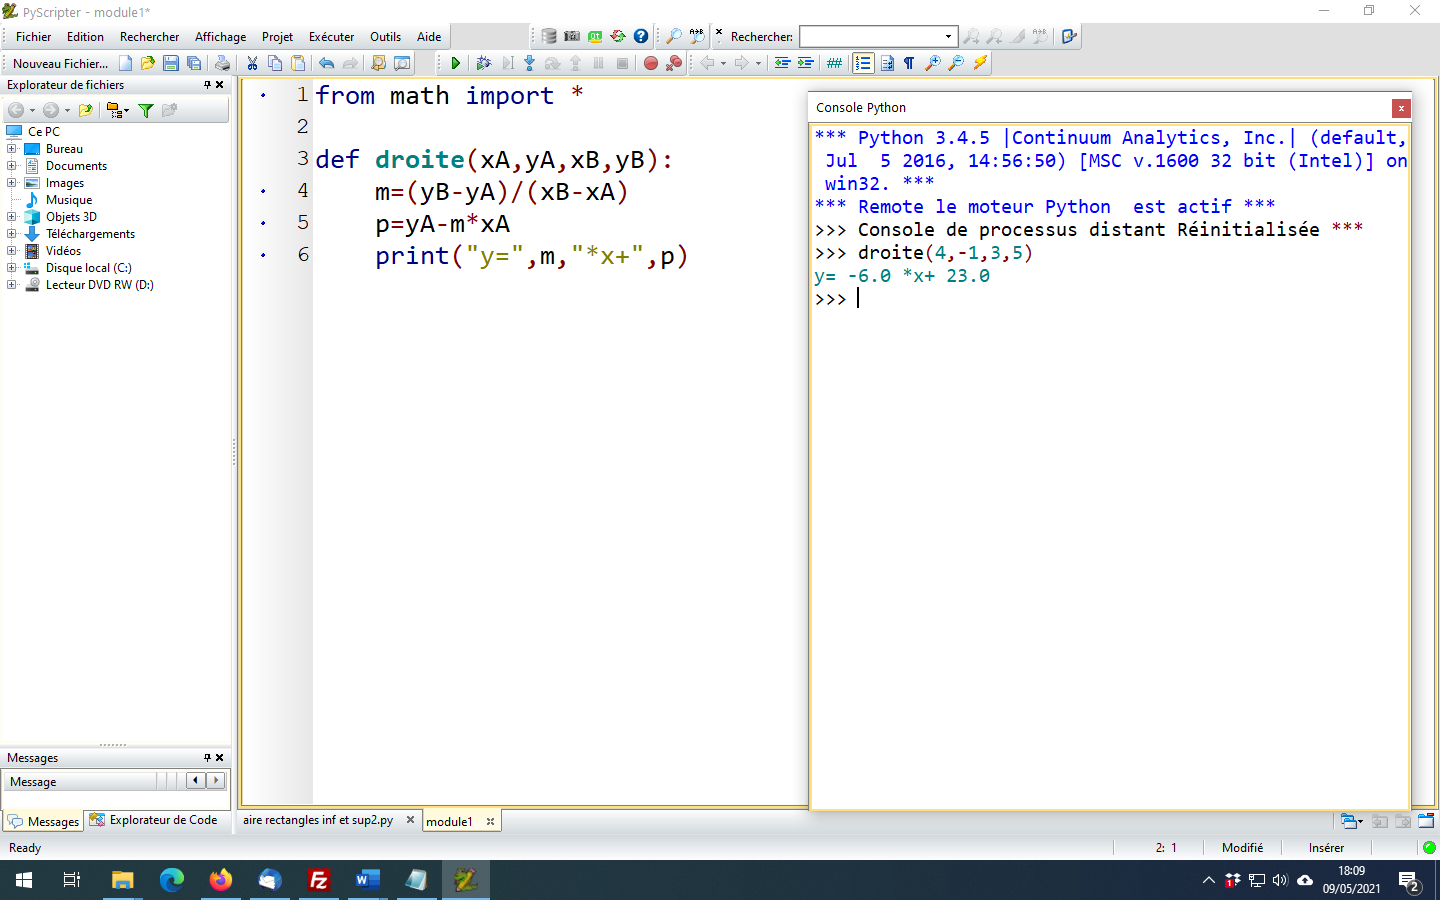 PyScripter - module1*
Fichier Edition Rechercher Affichage Projet Exécuter Outils Aide
Rechercher:
Nouveau Fichier...
Explorateur de fichiers
Ce PC
Bureau
Documents
Images
Musique
Objets 3D
Téléchargements
Vidéos
Disque local (C:)
Lecteur DVD RW (D:)
1 from math import *
2
3 def droite(xA,yA,xB,yB):
4 m=(yB-yA)/(xB-xA)
5 p=yA-m*xA
6 print("y=",m,"*x+",p)
Console Python
*** Python 3.4.5 |Continuum Analytics, Inc.| (default,
Jul  5 2016, 14:56:50) [MSC v.1600 32 bit (Intel)] on
win32. ***
*** Remote le moteur Python  est actif ***
>>> Console de processus distant Réinitialisée ***
>>> droite(4,-1,3,5)
y= -6.0 *x+ 23.0
>>>
Messages
Message
Messages Explorateur de Code
aire rectangles inf et sup2.py module1
Ready
2: 1 Modifié Insérer
18:09
09/05/2021
1
2